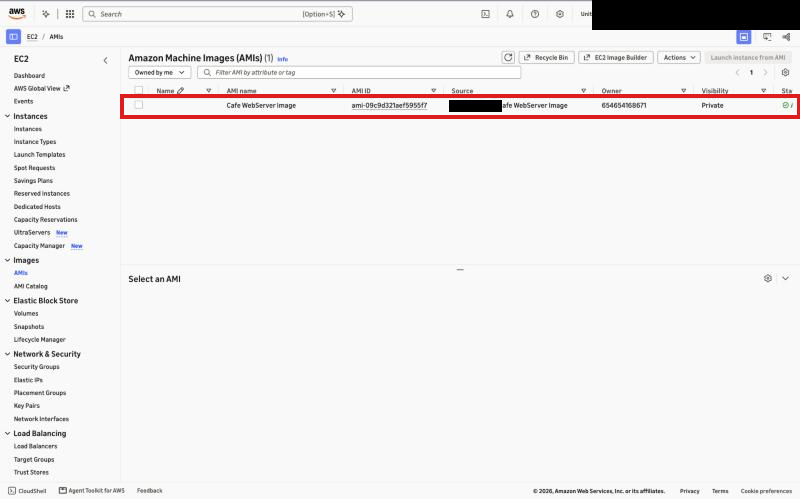 aws
Search
[Option+S]
Unit
EC2 / AMIs
EC2
Dashboard
AWS Global View
Events
Instances
Instances
Instance Types
Launch Templates
Spot Requests
Savings Plans
Reserved Instances
Dedicated Hosts
Capacity Reservations
UltraServers New
Capacity Manager New
Images
AMIs
AMI Catalog
Elastic Block Store
Volumes
Snapshots
Lifecycle Manager
Network & Security
Security Groups
Elastic IPs
Placement Groups
Key Pairs
Network Interfaces
Load Balancing
Load Balancers
Target Groups
Trust Stores
Amazon Machine Images (AMIs) (1) Info
Recycle Bin
EC2 Image Builder
Actions
Launch instance from AMI
Owned by me
Filter AMI by attribute or tag
1
Name AMI name AMI ID Source Owner Visibility Sta
Cafe WebServer Image ami-09c9d321aef5955f7 afe WebServer Image 654654168671 Private
Select an AMI
CloudShell Agent Toolkit for AWS Feedback © 2026, Amazon Web Services, Inc. or its affiliates. Privacy Terms Cookie preferences